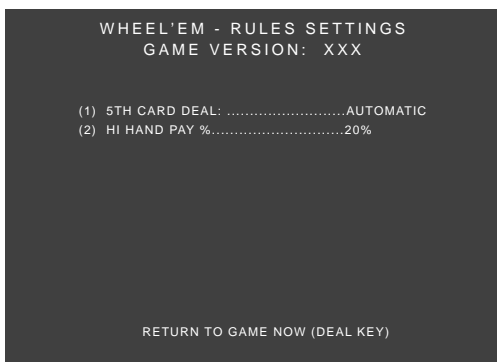 WHEEL'EM - RULES SETTINGS
GAME VERSION: XXX
(1) 5TH CARD DEAL: ..........................AUTOMATIC
(2) HI HAND PAY %.............................20%
RETURN TO GAME NOW (DEAL KEY)